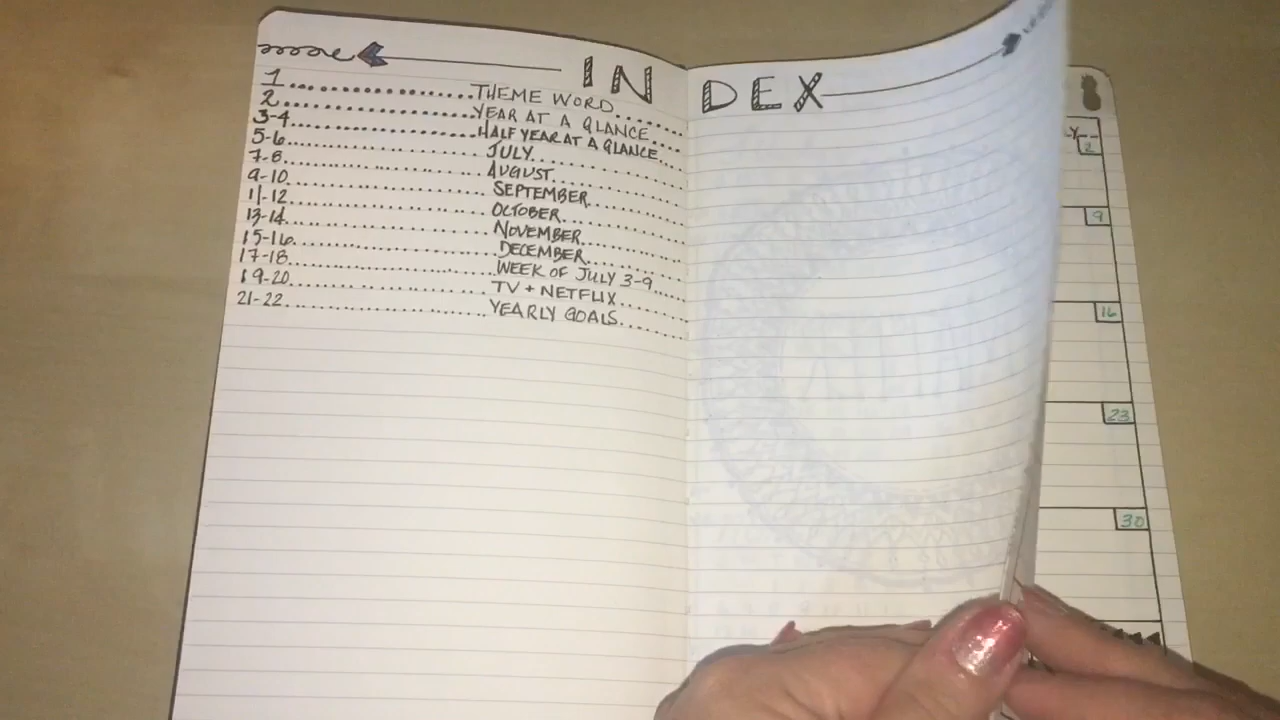 more
INDEX
1 THEME WORD
2 YEAR AT A GLANCE
3-4 HALF YEAR AT A GLANCE
5-6 JULY
7-8 AUGUST
9-10 SEPTEMBER
11-12 OCTOBER
13-14 NOVEMBER
15-16 DECEMBER
17-18 WEEK OF JULY 3-9
19-20 TV + NETFLIX
21-22 YEARLY GOALS
Y
2
9
16
23
30